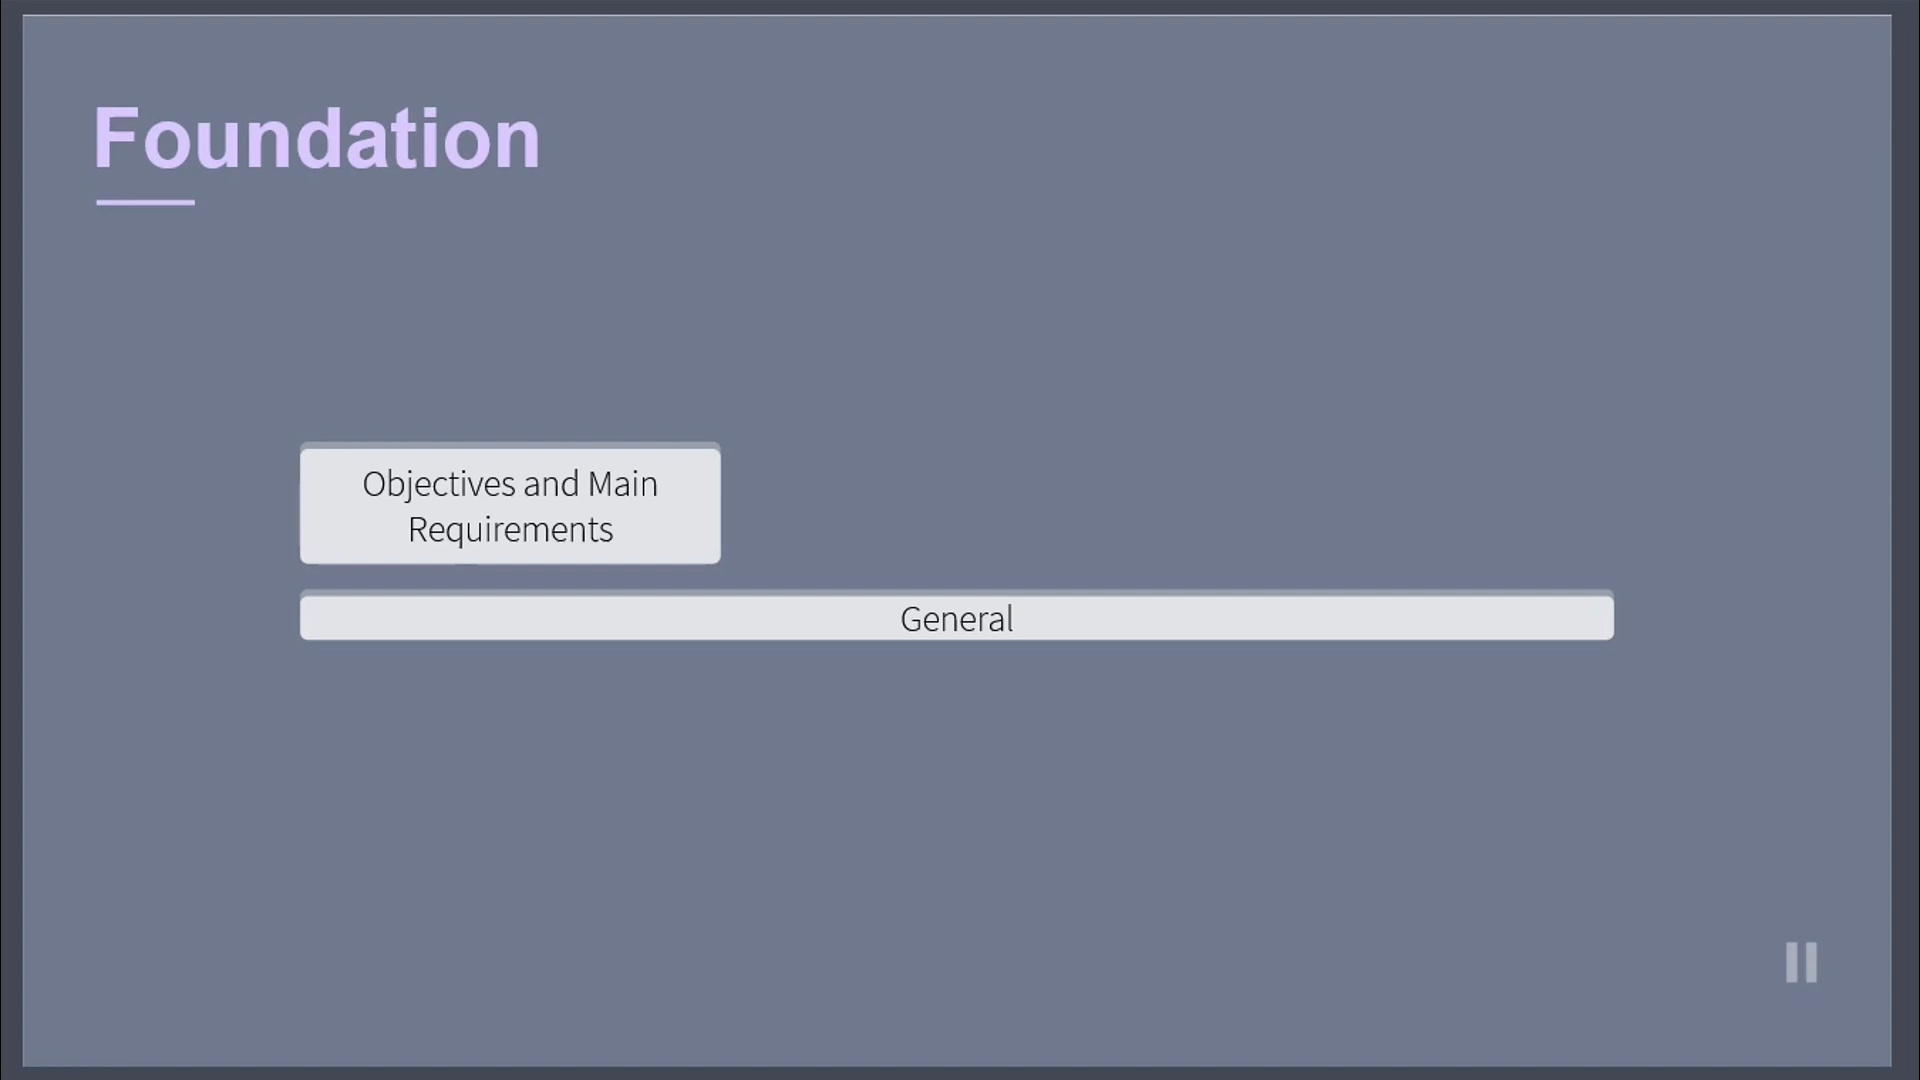 Foundation
Objectives and Main
Requirements
General